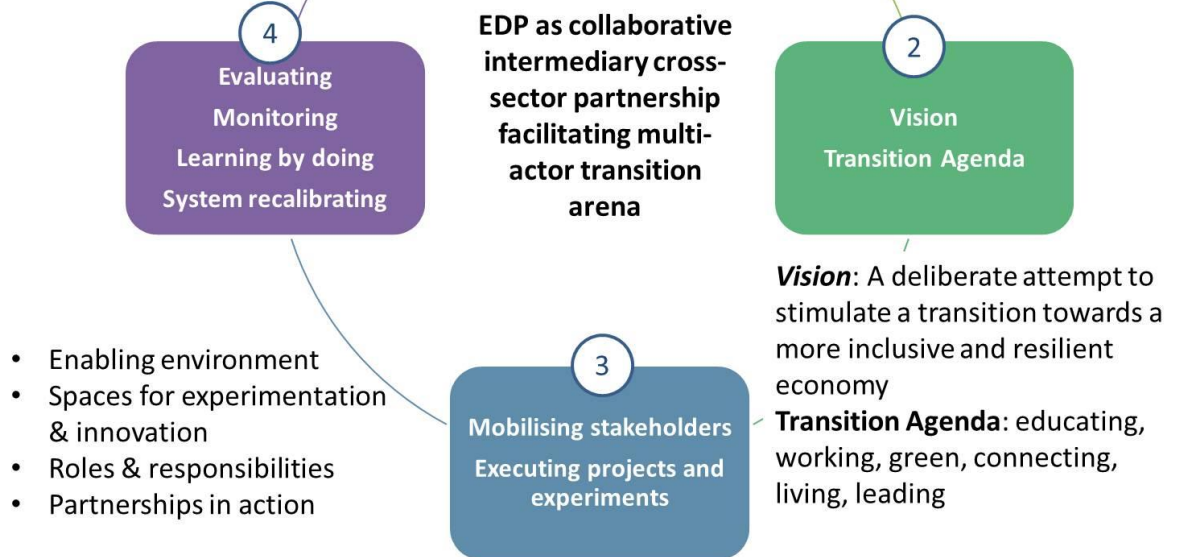 4
Evaluating
Monitoring
Learning by doing
System recalibrating
EDP as collaborative
intermediary cross-
sector partnership
facilitating multi-
actor transition
arena
2
Vision
Transition Agenda
Vision: A deliberate attempt to
stimulate a transition towards a
more inclusive and resilient
economy
Transition Agenda: educating,
working, green, connecting,
living, leading
3
Mobilising stakeholders
Executing projects and
experiments
• Enabling environment
• Spaces for experimentation
& innovation
• Roles & responsibilities
• Partnerships in action